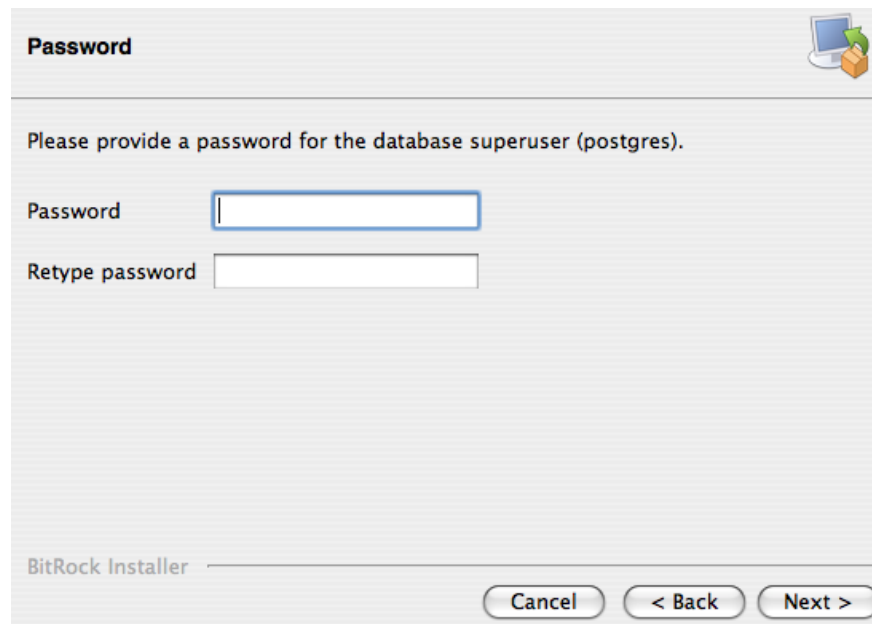 Password
Please provide a password for the database superuser (postgres).
Password
Retype password
BitRock Installer
Cancel < Back Next >